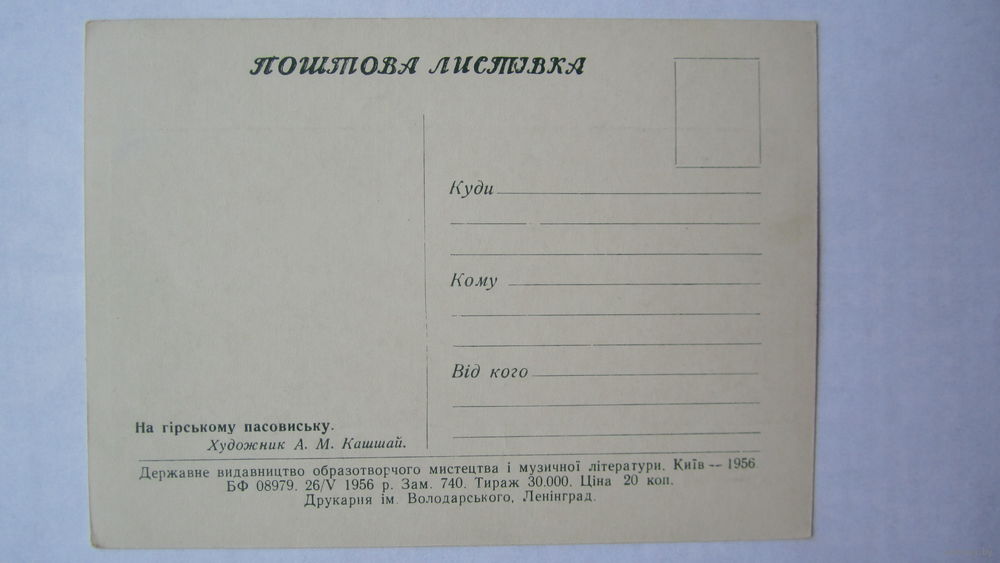 ПОШТОВА ЛИСТІВКА
Куди
Кому
Від кого
На гірському пасовиську.
Художник А. М. Кашшай.
Державне видавництво образотворчого мистецтва і музичної літератури. Київ — 1956
БФ 08979. 26/V 1956 р. Зам. 740. Тираж 30.000. Ціна 20 коп.
Друкарня ім. Володарського, Ленінград.